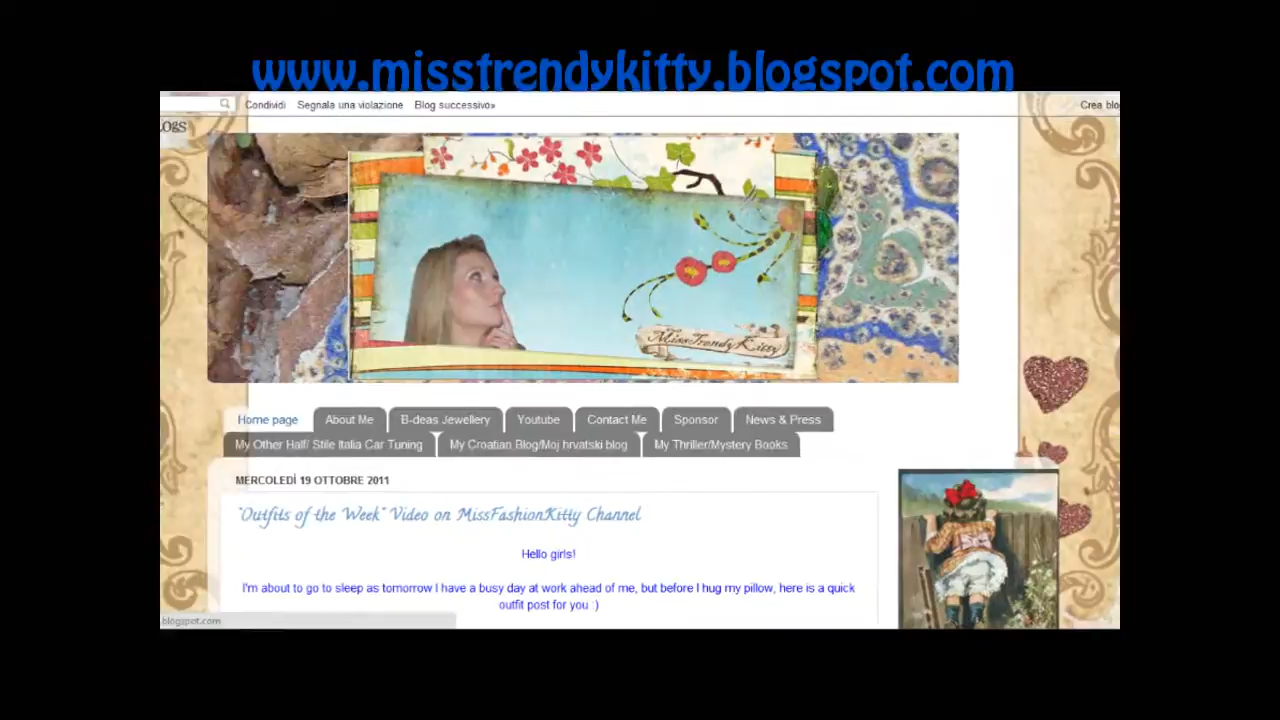 www.misstrendykitty.blogspot.com
Condividi Segnala una violazione Blog successivo» Crea blog
LOGS
MissTrendyKitty
Home page About Me B-deas Jewellery Youtube Contact Me Sponsor News & Press
My Other Half/ Stile Italia Car Tuning My Croatian Blog/Moj hrvatski blog My Thriller/Mystery Books
MERCOLEDÌ 19 OTTOBRE 2011
"Outfits of the Week" Video on MissFashionKitty Channel
Hello girls!
I'm about to go to sleep as tomorrow I have a busy day at work ahead of me, but before I hug my pillow, here is a quick
outfit post for you :)
blogspot.com